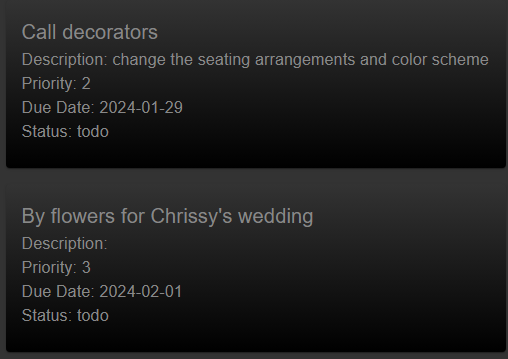 Call decorators
Description: change the seating arrangements and color scheme
Priority: 2
Due Date: 2024-01-29
Status: todo
By flowers for Chrissy's wedding
Description:
Priority: 3
Due Date: 2024-02-01
Status: todo